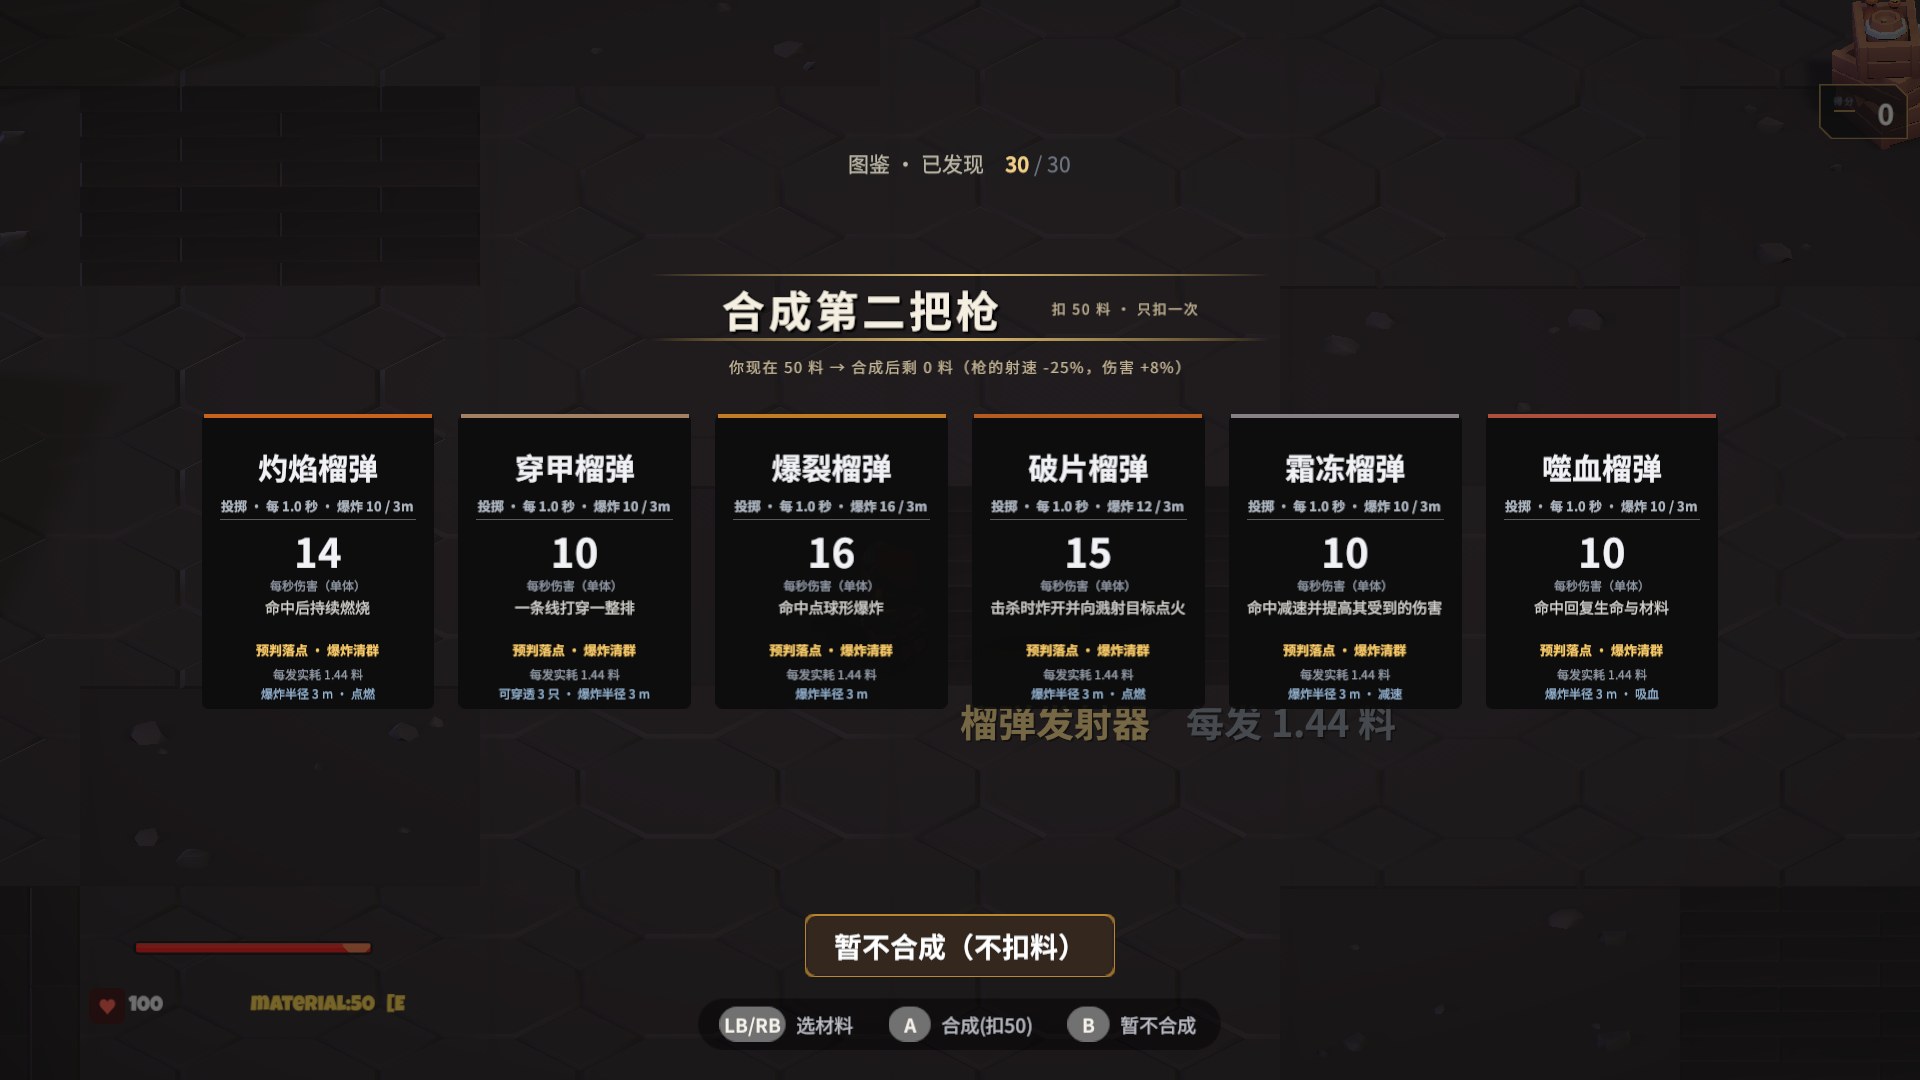 0
图鉴 · 已发现 30 / 30
合成第二把枪 扣 50 料 · 只扣一次
你现在 50 料 → 合成后剩 0 料（枪的射速 -25%，伤害 +8%）
灼焰榴弹
投掷 · 每 1.0 秒 · 爆炸 10 / 3m
14
每秒伤害（单体）
命中后持续燃烧
预判落点 · 爆炸清群
每发实耗 1.44 料
爆炸半径 3 m · 点燃
穿甲榴弹
投掷 · 每 1.0 秒 · 爆炸 10 / 3m
10
每秒伤害（单体）
一条线打穿一整排
预判落点 · 爆炸清群
每发实耗 1.44 料
可穿透 3 只 · 爆炸半径 3 m
爆裂榴弹
投掷 · 每 1.0 秒 · 爆炸 16 / 3m
16
每秒伤害（单体）
命中点球形爆炸
预判落点 · 爆炸清群
每发实耗 1.44 料
爆炸半径 3 m
破片榴弹
投掷 · 每 1.0 秒 · 爆炸 12 / 3m
15
每秒伤害（单体）
击杀时炸开并向溅射目标点火
预判落点 · 爆炸清群
每发实耗 1.44 料
爆炸半径 3 m · 点燃
霜冻榴弹
投掷 · 每 1.0 秒 · 爆炸 10 / 3m
10
每秒伤害（单体）
命中减速并提高其受到的伤害
预判落点 · 爆炸清群
每发实耗 1.44 料
爆炸半径 3 m · 减速
噬血榴弹
投掷 · 每 1.0 秒 · 爆炸 10 / 3m
10
每秒伤害（单体）
命中回复生命与材料
预判落点 · 爆炸清群
每发实耗 1.44 料
爆炸半径 3 m · 吸血
榴弹发射器 每发 1.44 料
暂不合成（不扣料）
100 MATERIAL:50 [E
LB/RB 选材料 A 合成(扣50) B 暂不合成